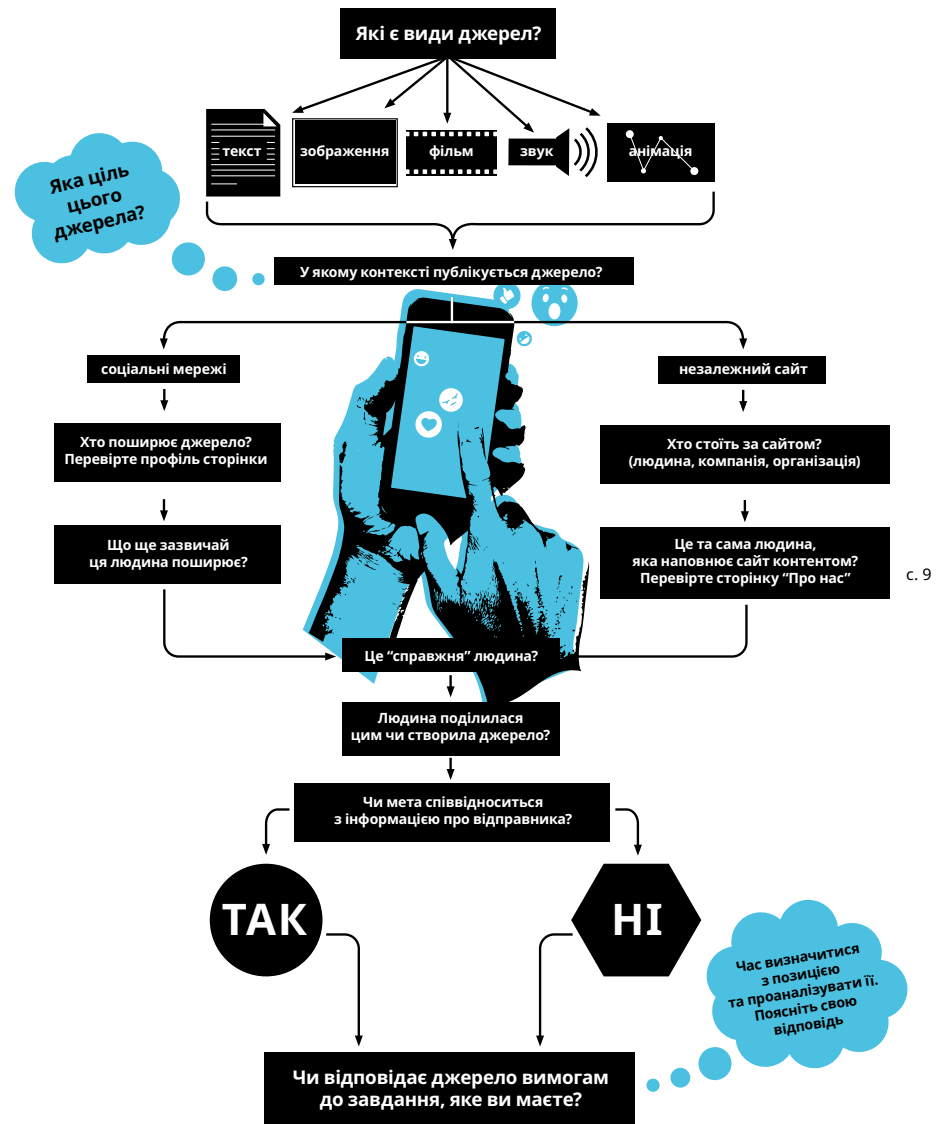 Які є види джерел?
текст
зображення
фільм
звук
анімація
Яка ціль
цього
джерела?
У якому контексті публікується джерело?
соціальні мережі
незалежний сайт
Хто поширює джерело?
Перевірте профіль сторінки
Хто стоїть за сайтом?
(людина, компанія, організація)
Що ще зазвичай
ця людина поширює?
Це та сама людина,
яка наповнює сайт контентом?
Перевірте сторінку “Про нас”
с. 9
Це “справжня” людина?
Людина поділилася
цим чи створила джерело?
Чи мета співвідноситься
з інформацією про відправника?
ТАК
НІ
Час визначитися
з позицією
та проаналізувати її.
Поясніть свою
відповідь
Чи відповідає джерело вимогам
до завдання, яке ви маєте?